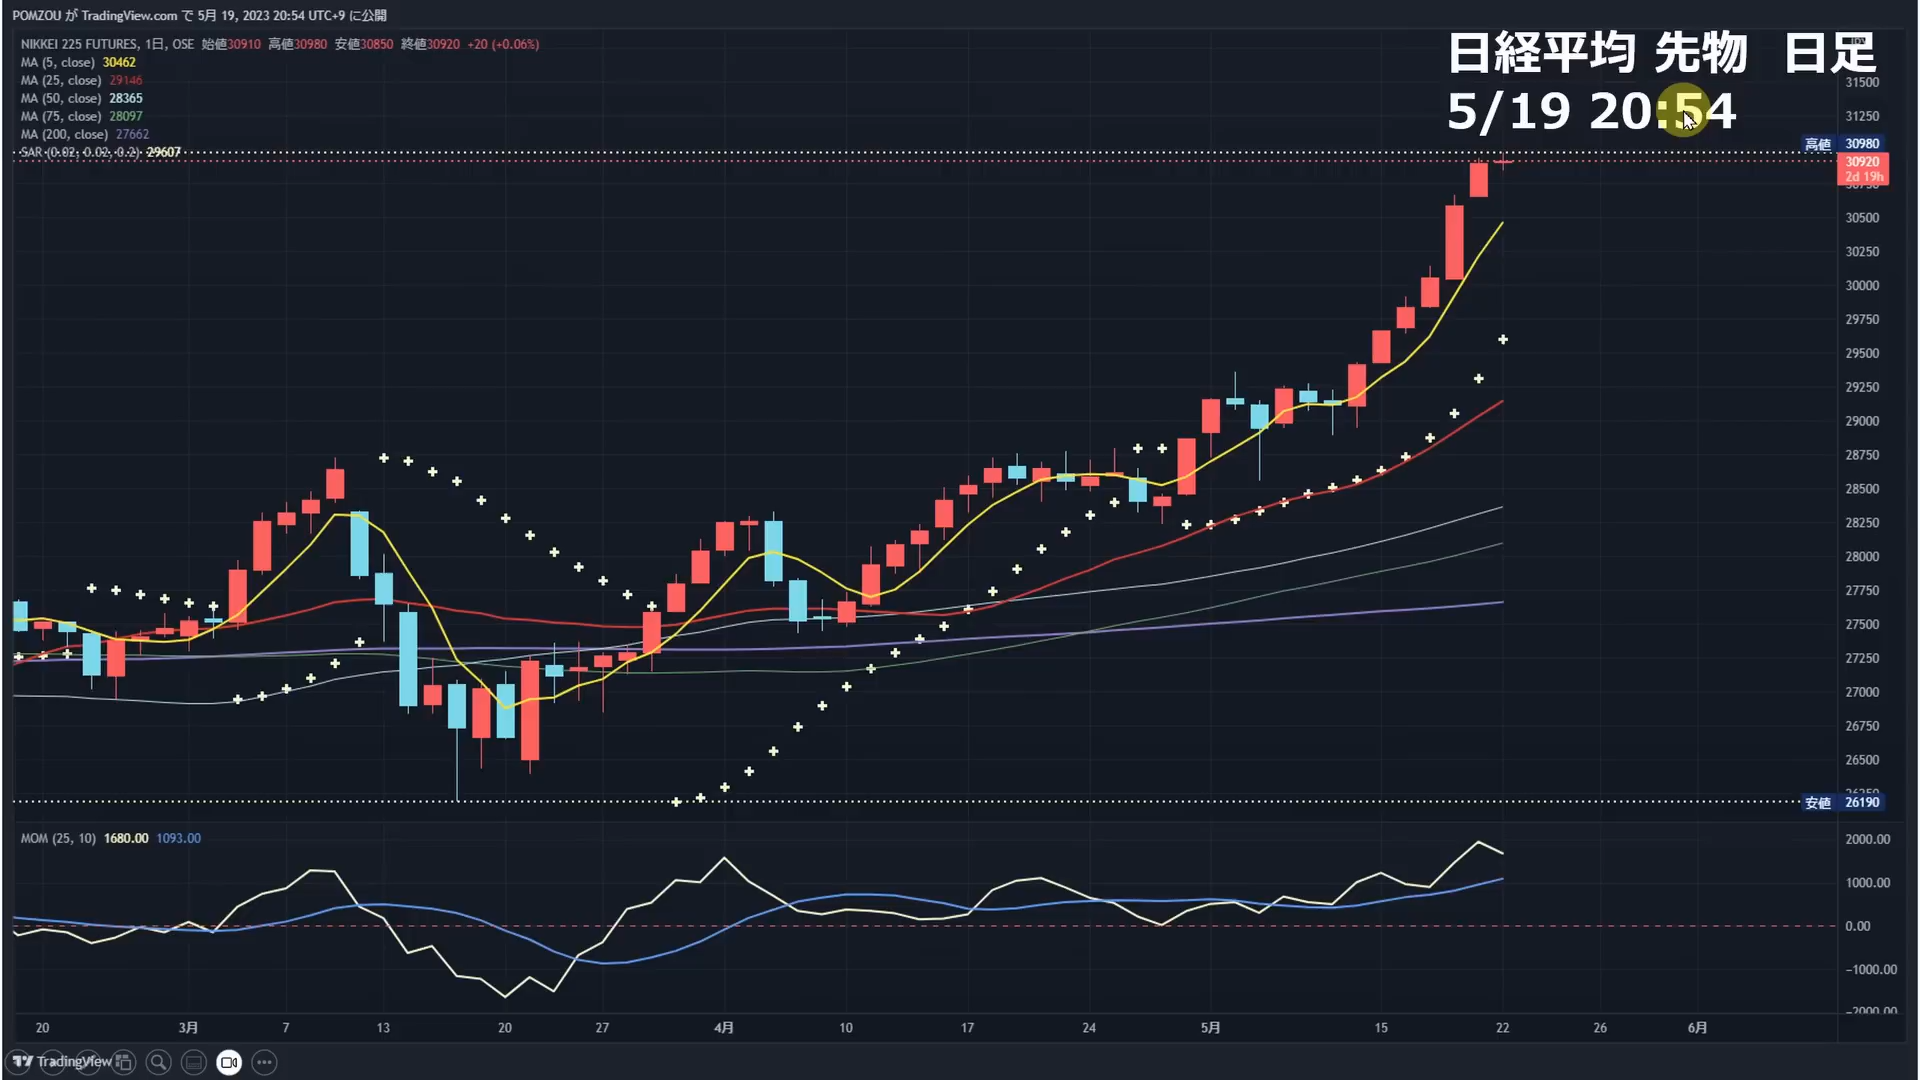 POMZOU が TradingView.com で 5月 19, 2023 20:54 UTC+9 に公開
NIKKEI 225 FUTURES, 1日, OSE 始値30910 高値30980 安値30850 終値30920 +20 (+0.06%)
MA (5, close) 30462
MA (25, close) 29146
MA (50, close) 28365
MA (75, close) 28097
MA (200, close) 27662
SAR (0.02, 0.02, 0.2) 29607
日経平均 先物 日足
5/19 20:54
31500
31250
高値 30980
30920
2d 19h
30750
30500
30250
30000
29750
29500
29250
29000
28750
28500
28250
28000
27750
27500
27250
27000
26750
26500
26250
安値 26190
MOM (25, 10) 1680.00 1093.00
2000.00
1000.00
0.00
−1000.00
−2000.00
20 3月 7 13 20 27 4月 10 17 24 5月 15 22 26 6月
TradingView